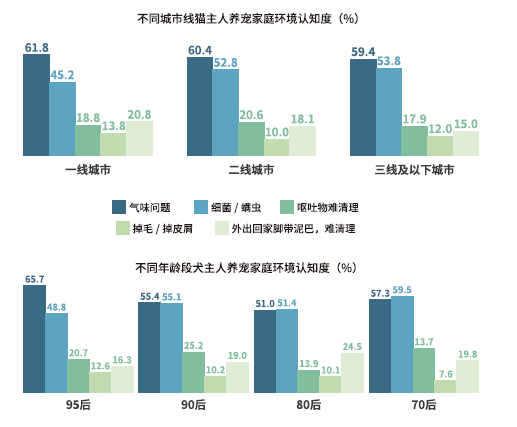 不同城市线猫主人养宠家庭环境认知度（%）
61.8 45.2 18.8 13.8 20.8
60.4 52.8 20.6 10.0 18.1
59.4 53.8 17.9 12.0 15.0
一线城市 二线城市 三线及以下城市
气味问题 细菌 / 螨虫 呕吐物难清理
掉毛 / 掉皮屑 外出回家脚带泥巴，难清理
不同年龄段犬主人养宠家庭环境认知度（%）
65.7 48.8 20.7 12.6 16.3
55.4 55.1 25.2 10.2 19.0
51.0 51.4 13.9 10.1 24.5
57.3 59.5 13.7 7.6 19.8
95后 90后 80后 70后